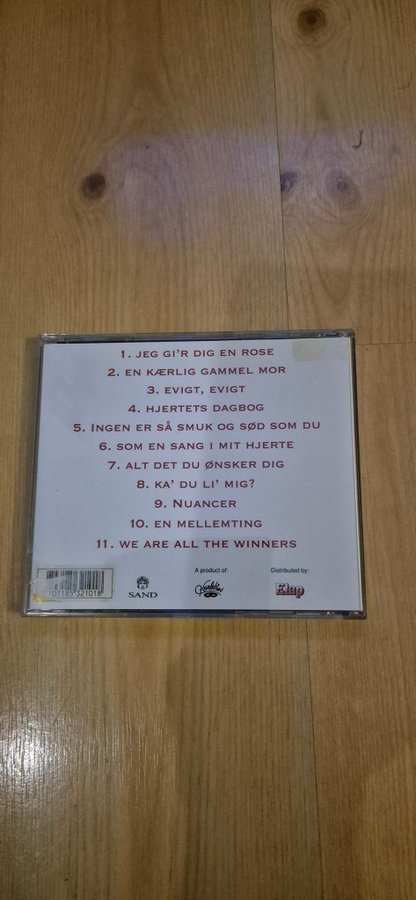 1. JEG GI'R DIG EN ROSE
2. EN KÆRLIG GAMMEL MOR
3. EVIGT, EVIGT
4. HJERTETS DAGBOG
5. INGEN ER SÅ SMUK OG SØD SOM DU
6. SOM EN SANG I MIT HJERTE
7. ALT DET DU ØNSKER DIG
8. KA' DU LI' MIG?
9. NUANCER
10. EN MELLEMTING
11. WE ARE ALL THE WINNERS
A product of:
Distributed by:
SAND
Elap
703185 321018